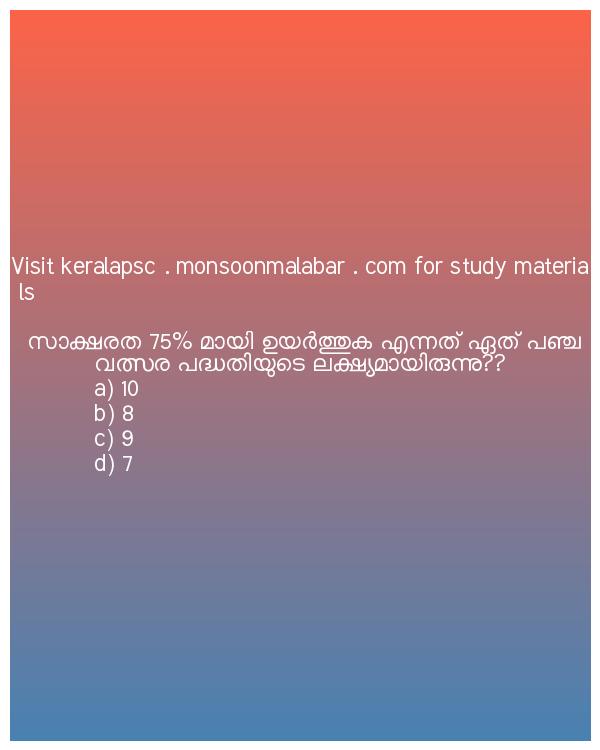 Visit keralapsc . monsoonmalabar . com for study materia
ls
സാക്ഷരത 75% മായി ഉയർത്തുക എന്നത് ഏത് പഞ്ച
വത്സര പദ്ധതിയുടെ ലക്ഷ്യമായിരുന്നു??
a) 10
b) 8
c) 9
d) 7